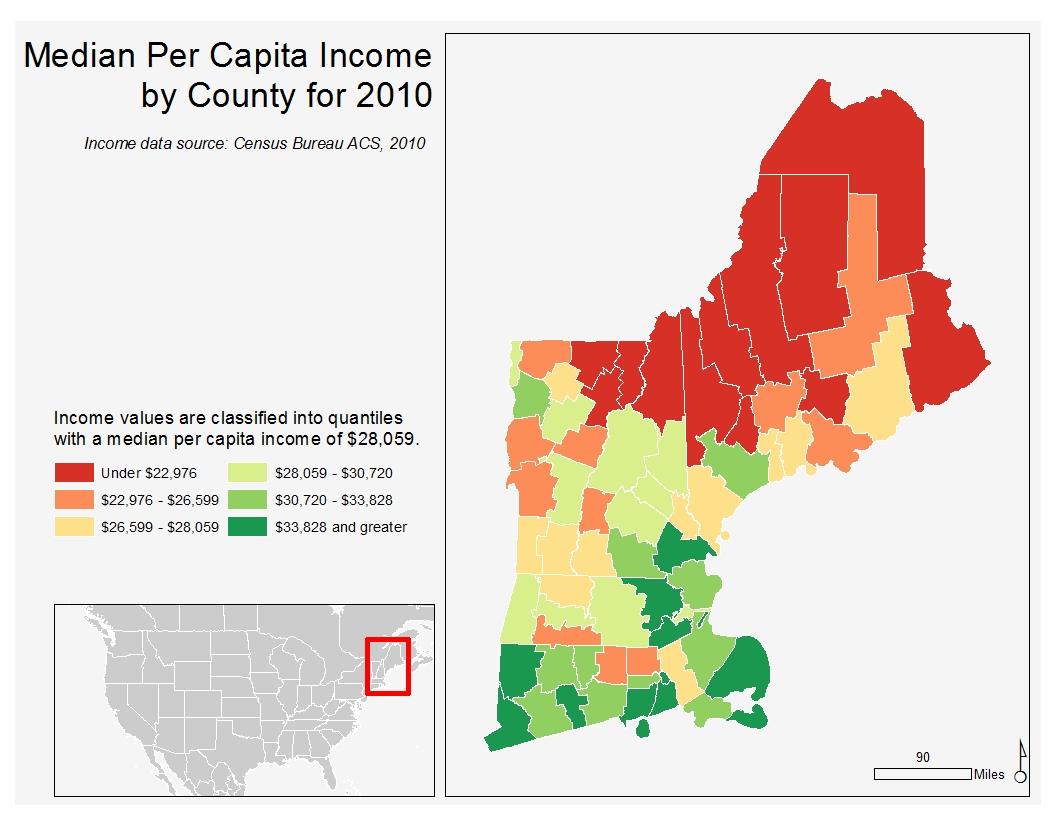 Median Per Capita Income
by County for 2010
Income data source: Census Bureau ACS, 2010
Income values are classified into quantiles
with a median per capita income of $28,059.
Under $22,976
$22,976 - $26,599
$26,599 - $28,059
$28,059 - $30,720
$30,720 - $33,828
$33,828 and greater
90
Miles